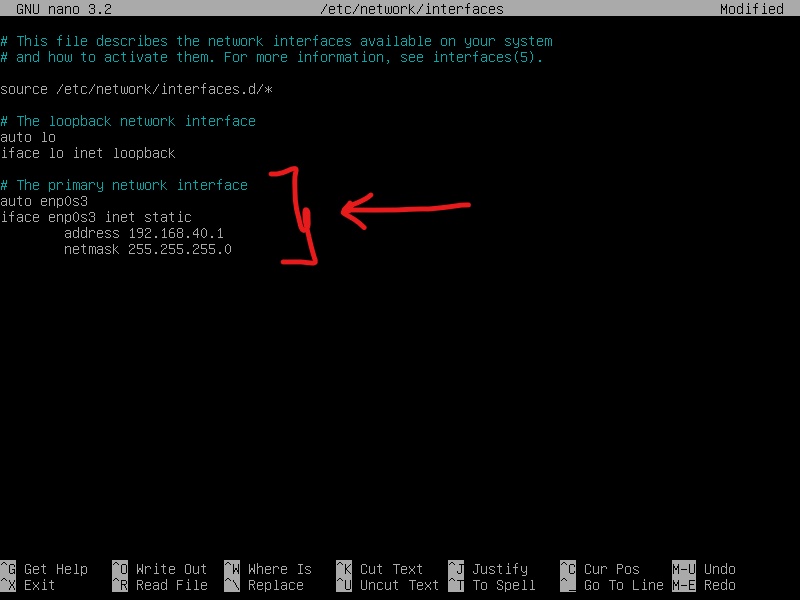 GNU nano 3.2 /etc/network/interfaces Modified
# This file describes the network interfaces available on your system
# and how to activate them. For more information, see interfaces(5).
source /etc/network/interfaces.d/*
# The loopback network interface
auto lo
iface lo inet loopback
# The primary network interface
auto enp0s3
iface enp0s3 inet static
address 192.168.40.1
netmask 255.255.255.0
^G Get Help ^O Write Out ^W Where Is ^K Cut Text ^J Justify ^C Cur Pos M-U Undo
^X Exit ^R Read File ^\ Replace ^U Uncut Text ^T To Spell ^_ Go To Line M-E Redo